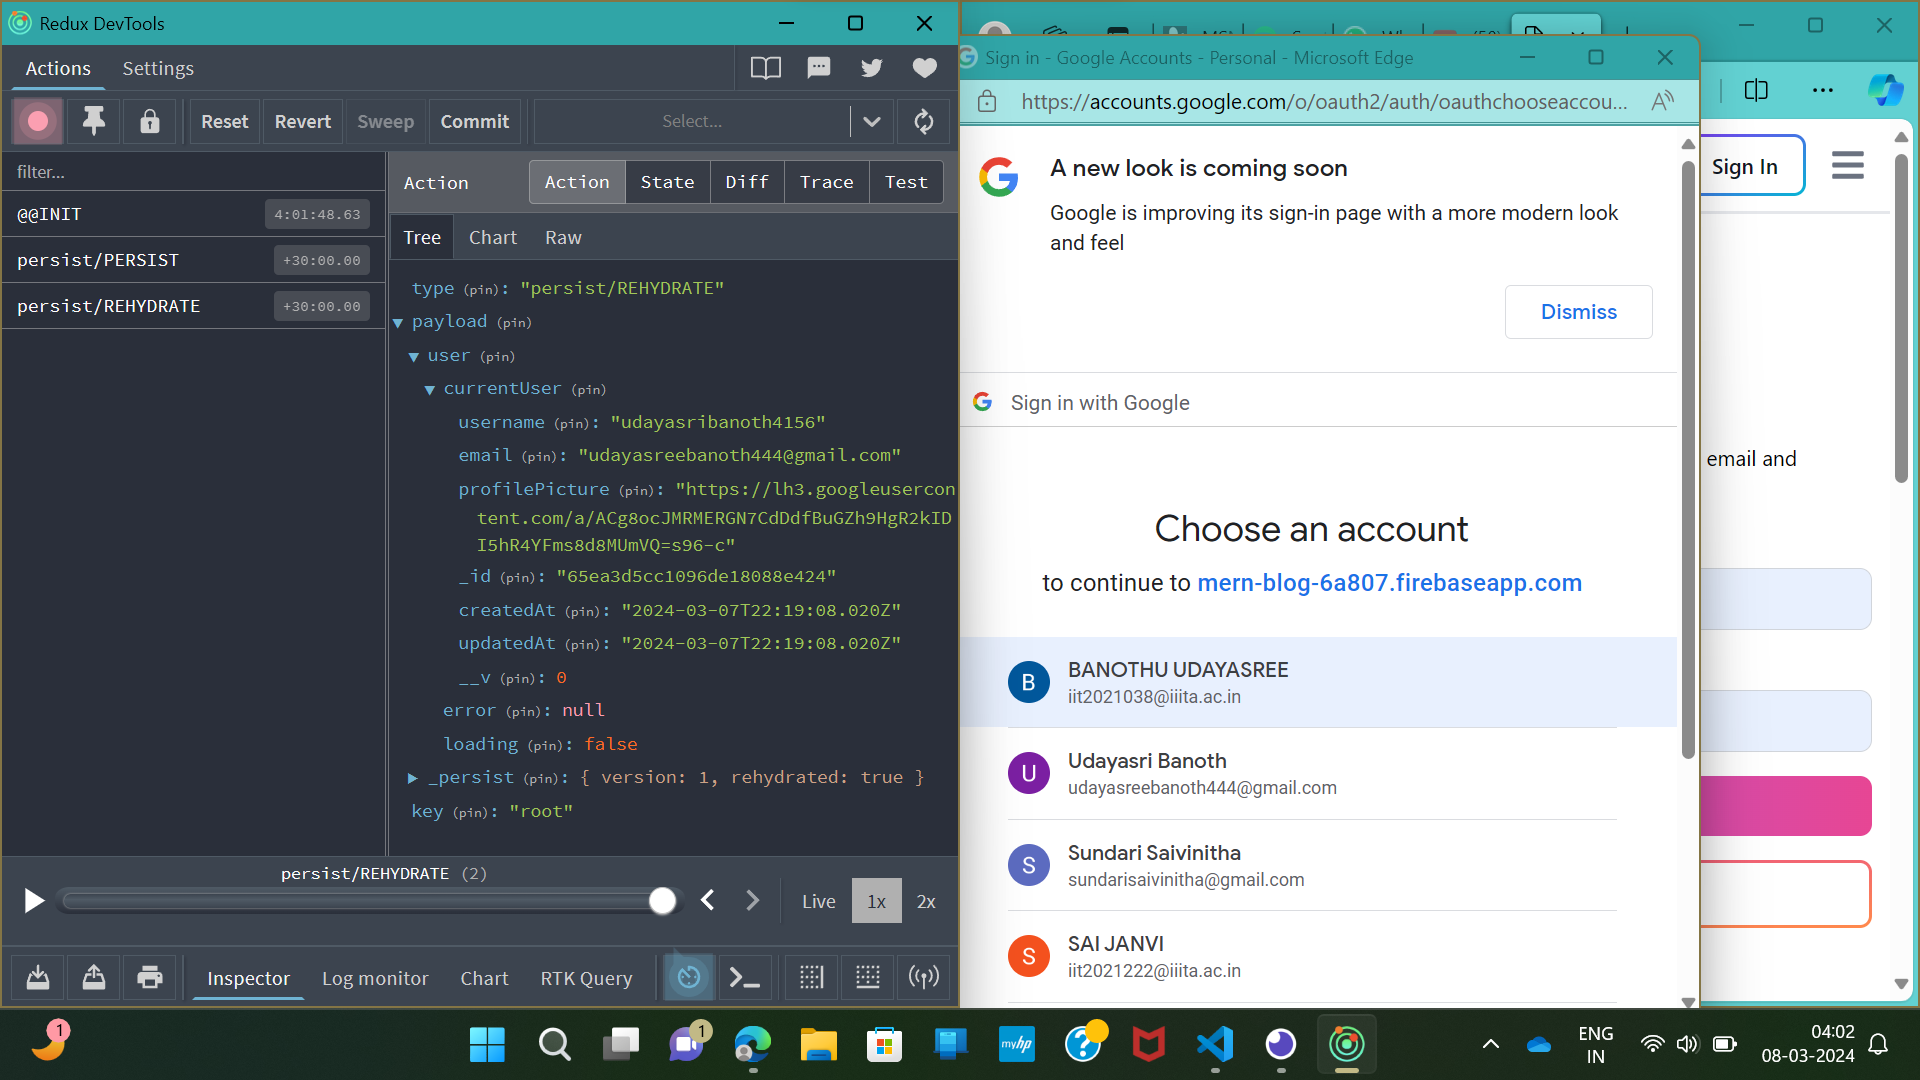 Redux DevTools
Actions Settings
Reset Revert Sweep Commit Select...
filter...
@@INIT 4:01:48.63
persist/PERSIST +30:00.00
persist/REHYDRATE +30:00.00
Action Action State Diff Trace Test
Tree Chart Raw
type (pin): "persist/REHYDRATE"
payload (pin)
user (pin)
currentUser (pin)
username (pin): "udayasribanoth4156"
email (pin): "udayasreebanoth444@gmail.com"
profilePicture (pin): "https://lh3.googleusercon
tent.com/a/ACg8ocJMRMERGN7CdDdfBuGZh9HgR2kID
I5hR4YFms8d8MUmVQ=s96-c"
_id (pin): "65ea3d5cc1096de18088e424"
createdAt (pin): "2024-03-07T22:19:08.020Z"
updatedAt (pin): "2024-03-07T22:19:08.020Z"
__v (pin): 0
error (pin): null
loading (pin): false
_persist (pin): { version: 1, rehydrated: true }
key (pin): "root"
persist/REHYDRATE (2)
Live 1x 2x
Inspector Log monitor Chart RTK Query
Sign in - Google Accounts - Personal - Microsoft Edge
https://accounts.google.com/o/oauth2/auth/oauthchooseaccou...
A new look is coming soon
Google is improving its sign-in page with a more modern look
and feel
Dismiss
Sign in with Google
Choose an account
to continue to mern-blog-6a807.firebaseapp.com
B BANOTHU UDAYASREE
iit2021038@iiita.ac.in
U Udayasri Banoth
udayasreebanoth444@gmail.com
S Sundari Saivinitha
sundarisaivinitha@gmail.com
S SAI JANVI
iit2021222@iiita.ac.in
Sign In
email and
1
1
myhp
ENG
IN
04:02
08-03-2024